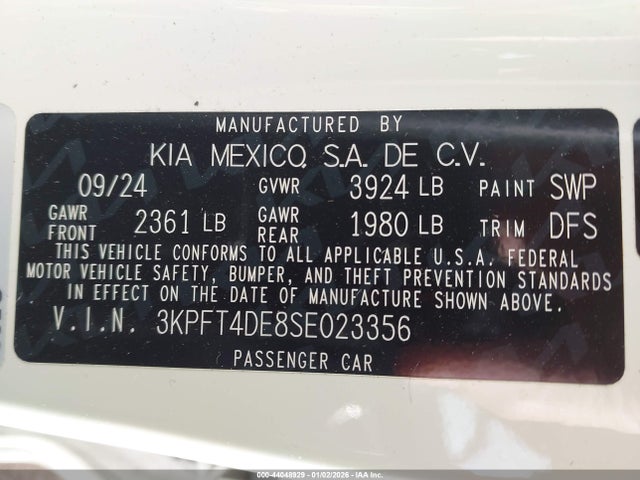 MANUFACTURED BY
KIA MEXICO, S.A. DE C.V.
09/24 GVWR 3924 LB PAINT SWP
GAWR FRONT 2361 LB GAWR REAR 1980 LB TRIM DFS
THIS VEHICLE CONFORMS TO ALL APPLICABLE U.S.A. FEDERAL
MOTOR VEHICLE SAFETY, BUMPER, AND THEFT PREVENTION STANDARDS
IN EFFECT ON THE DATE OF MANUFACTURE SHOWN ABOVE.
V.I.N. 3KPFT4DE8SE023356
PASSENGER CAR
000-44048929 - 01/02/2026 - IAA Inc.